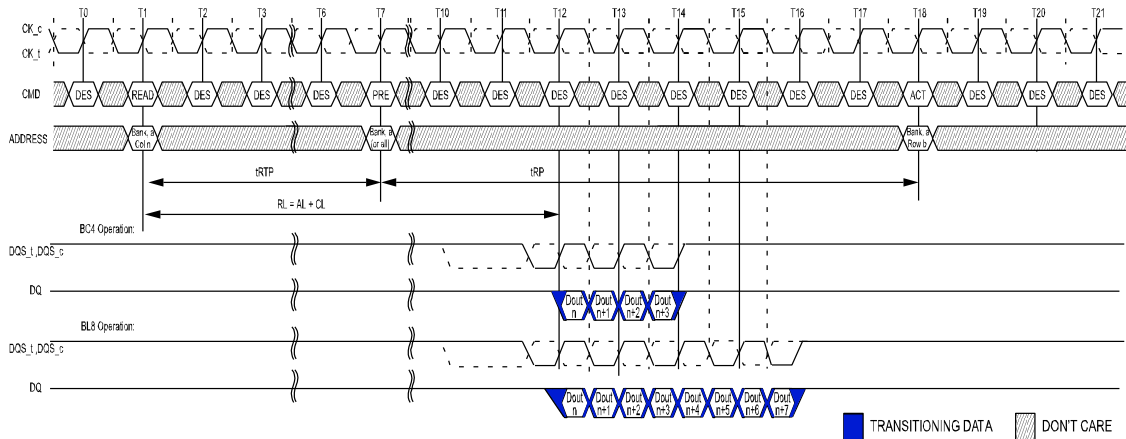 T0 T1 T2 T3 T6 T7 T10 T11 T12 T13 T14 T15 T16 T17 T18 T19 T20 T21
CK_c
CK_t
CMD DES READ DES DES DES PRE DES DES DES DES DES DES DES DES ACT DES DES DES
ADDRESS Bank, a Col n Bank, a (or all) Bank, a Row b
tRTP tRP
RL = AL + CL
BC4 Operation:
DQS_t ,DQS_c
DQ Dout n Dout n+1 Dout n+2 Dout n+3
BL8 Operation:
DQS_t ,DQS_c
DQ Dout n Dout n+1 Dout n+2 Dout n+3 Dout n+4 Dout n+5 Dout n+6 Dout n+7
TRANSITIONING DATA DON'T CARE